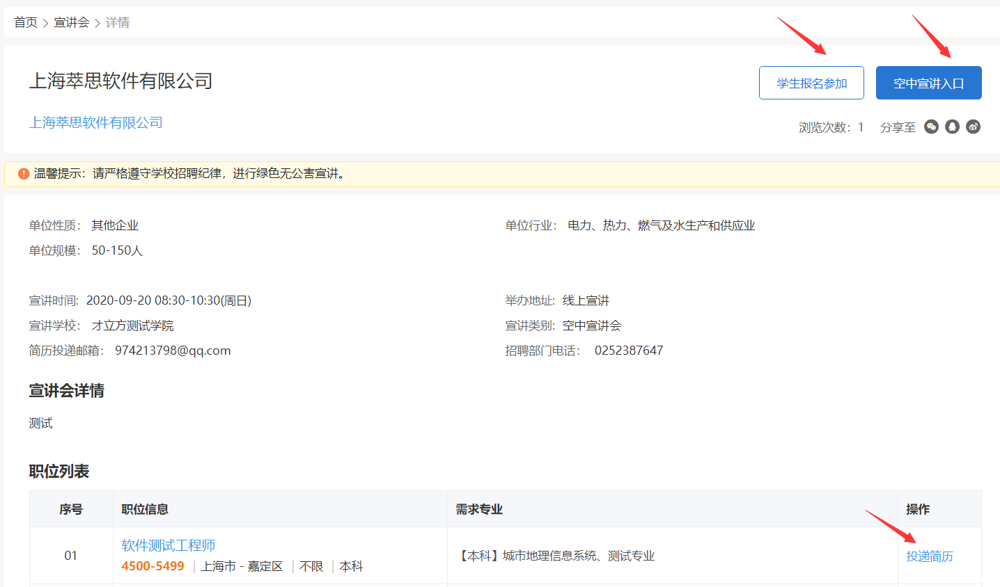 首页 > 宣讲会 > 详情
上海萃思软件有限公司
学生报名参加 空中宣讲入口
上海萃思软件有限公司
浏览次数：1 分享至
温馨提示：请严格遵守学校招聘纪律，进行绿色无公害宣讲。
单位性质： 其他企业 单位行业： 电力、热力、燃气及水生产和供应业
单位规模： 50-150人
宣讲时间: 2020-09-20 08:30-10:30(周日) 举办地址: 线上宣讲
宣讲学校： 才立方测试学院 宣讲类别: 空中宣讲会
简历投递邮箱： 974213798@qq.com 招聘部门电话： 0252387647
宣讲会详情
测试
职位列表
序号 职位信息 需求专业 操作
01 软件测试工程师 【本科】城市地理信息系统、测试专业 投递简历
4500-5499 | 上海市 - 嘉定区 | 不限 | 本科